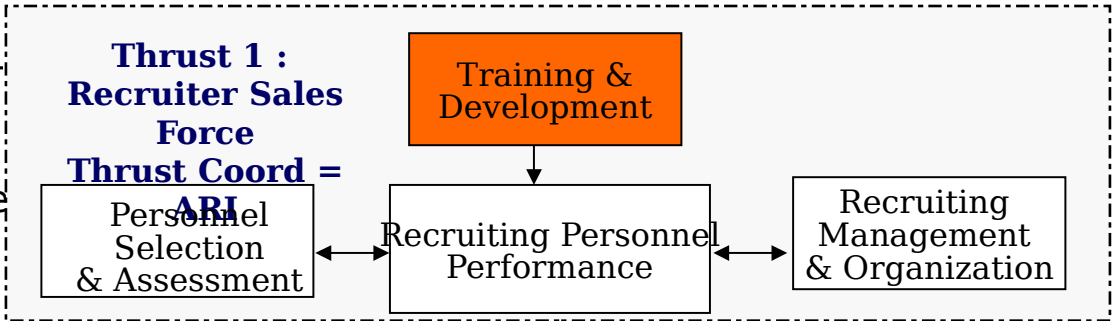 Thrust 1 :
Recruiter Sales
Force
Thrust Coord =
ARI
Training &
Development
Personnel
Selection
& Assessment
Recruiting Personnel
Performance
Recruiting
Management
& Organization